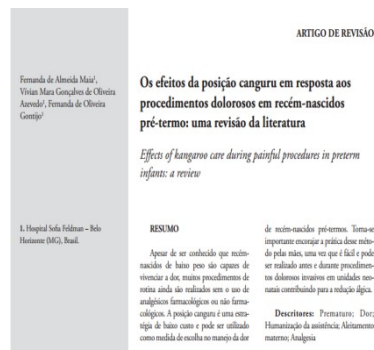 ARTIGO DE REVISÃO
Fernanda de Almeida Maia¹,
Vivian Mara Gonçalves de Oliveira
Azevedo¹, Fernanda de Oliveira
Gontijo¹
Os efeitos da posição canguru em resposta aos
procedimentos dolorosos em recém-nascidos
pré-termo: uma revisão da literatura
Effects of kangaroo care during painful procedures in preterm
infants: a review
1. Hospital Sofia Feldman – Belo
Horizonte (MG), Brasil.
RESUMO
Apesar de ser conhecido que recém-
nascidos de baixo peso são capazes de
vivenciar a dor, muitos procedimentos de
rotina ainda são realizados sem o uso de
analgésicos farmacológicos ou não farma-
cológicos. A posição canguru é uma estra-
tégia de baixo custo e pode ser utilizado
como método de escolha no manejo da dor
de recém-nascidos pré-termos. Torna-se
importante encorajar a prática desse méto-
do pelas mães, uma vez que é fácil e pode
ser realizado antes e durante procedimen-
tos dolorosos invasivos em unidades neo-
natais contribuindo para a redução álgica.
Descritores: Prematuro; Dor;
Humanização da assistência; Aleitamento
materno; Analgesia